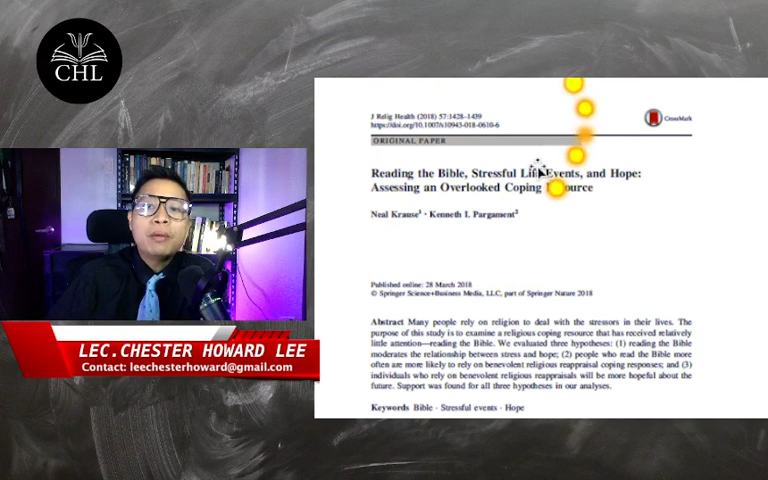 CHL
J Relig Health (2018) 57:1428–1439
https://doi.org/10.1007/s10943-018-0610-6
CrossMark
ORIGINAL PAPER
Reading the Bible, Stressful Life Events, and Hope:
Assessing an Overlooked Coping
Neal Krause¹ · Kenneth I. Pargament²
Published online: 28 March 2018
© Springer Science+Business Media, LLC, part of Springer Nature 2018
Abstract Many people rely on religion to deal with the stressors in their lives. The
purpose of this study is to examine a religious coping resource that has received relatively
little attention—reading the Bible. We evaluated three hypotheses: (1) reading the Bible
moderates the relationship between stress and hope; (2) people who read the Bible more
often are more likely to rely on benevolent religious reappraisal coping responses; and (3)
individuals who rely on benevolent religious reappraisals will be more hopeful about the
future. Support was found for all three hypotheses in our analyses.
Keywords Bible · Stressful events · Hope
LEC.CHESTER HOWARD LEE
Contact: leechesterhoward@gmail.com